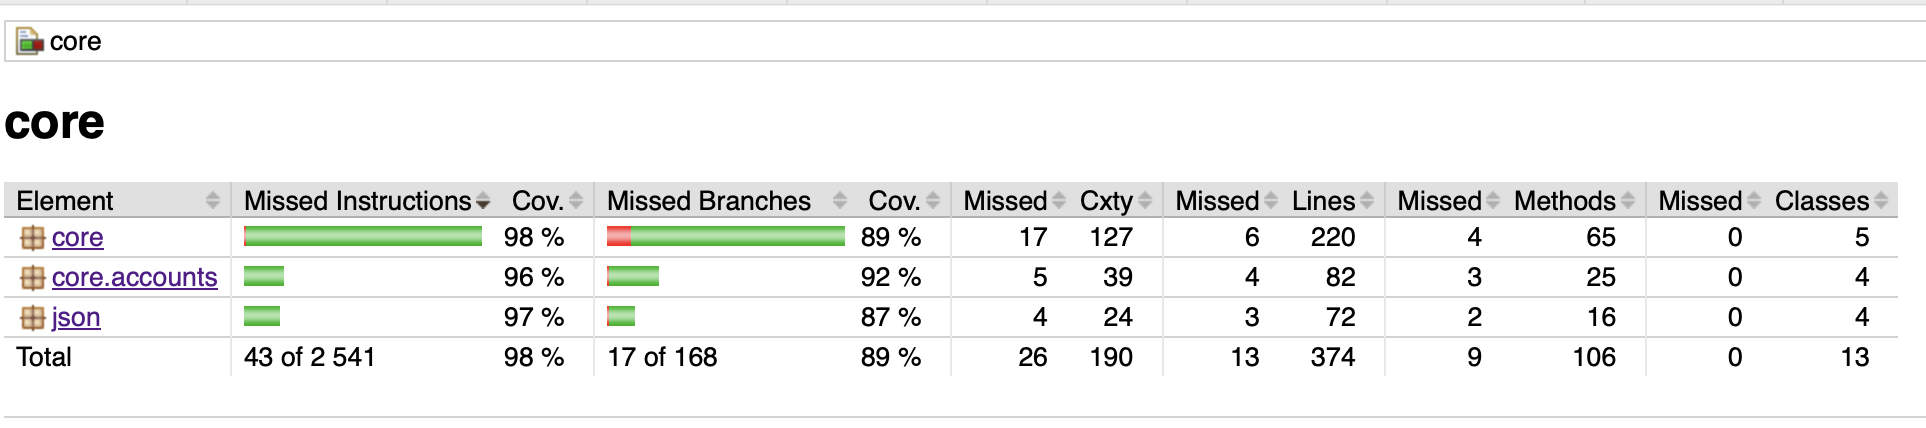 core
core
Element Missed Instructions Cov. Missed Branches Cov. Missed Cxty Missed Lines Missed Methods Missed Classes
core 98 % 89 % 17 127 6 220 4 65 0 5
core.accounts 96 % 92 % 5 39 4 82 3 25 0 4
json 97 % 87 % 4 24 3 72 2 16 0 4
Total 43 of 2 541 98 % 17 of 168 89 % 26 190 13 374 9 106 0 13